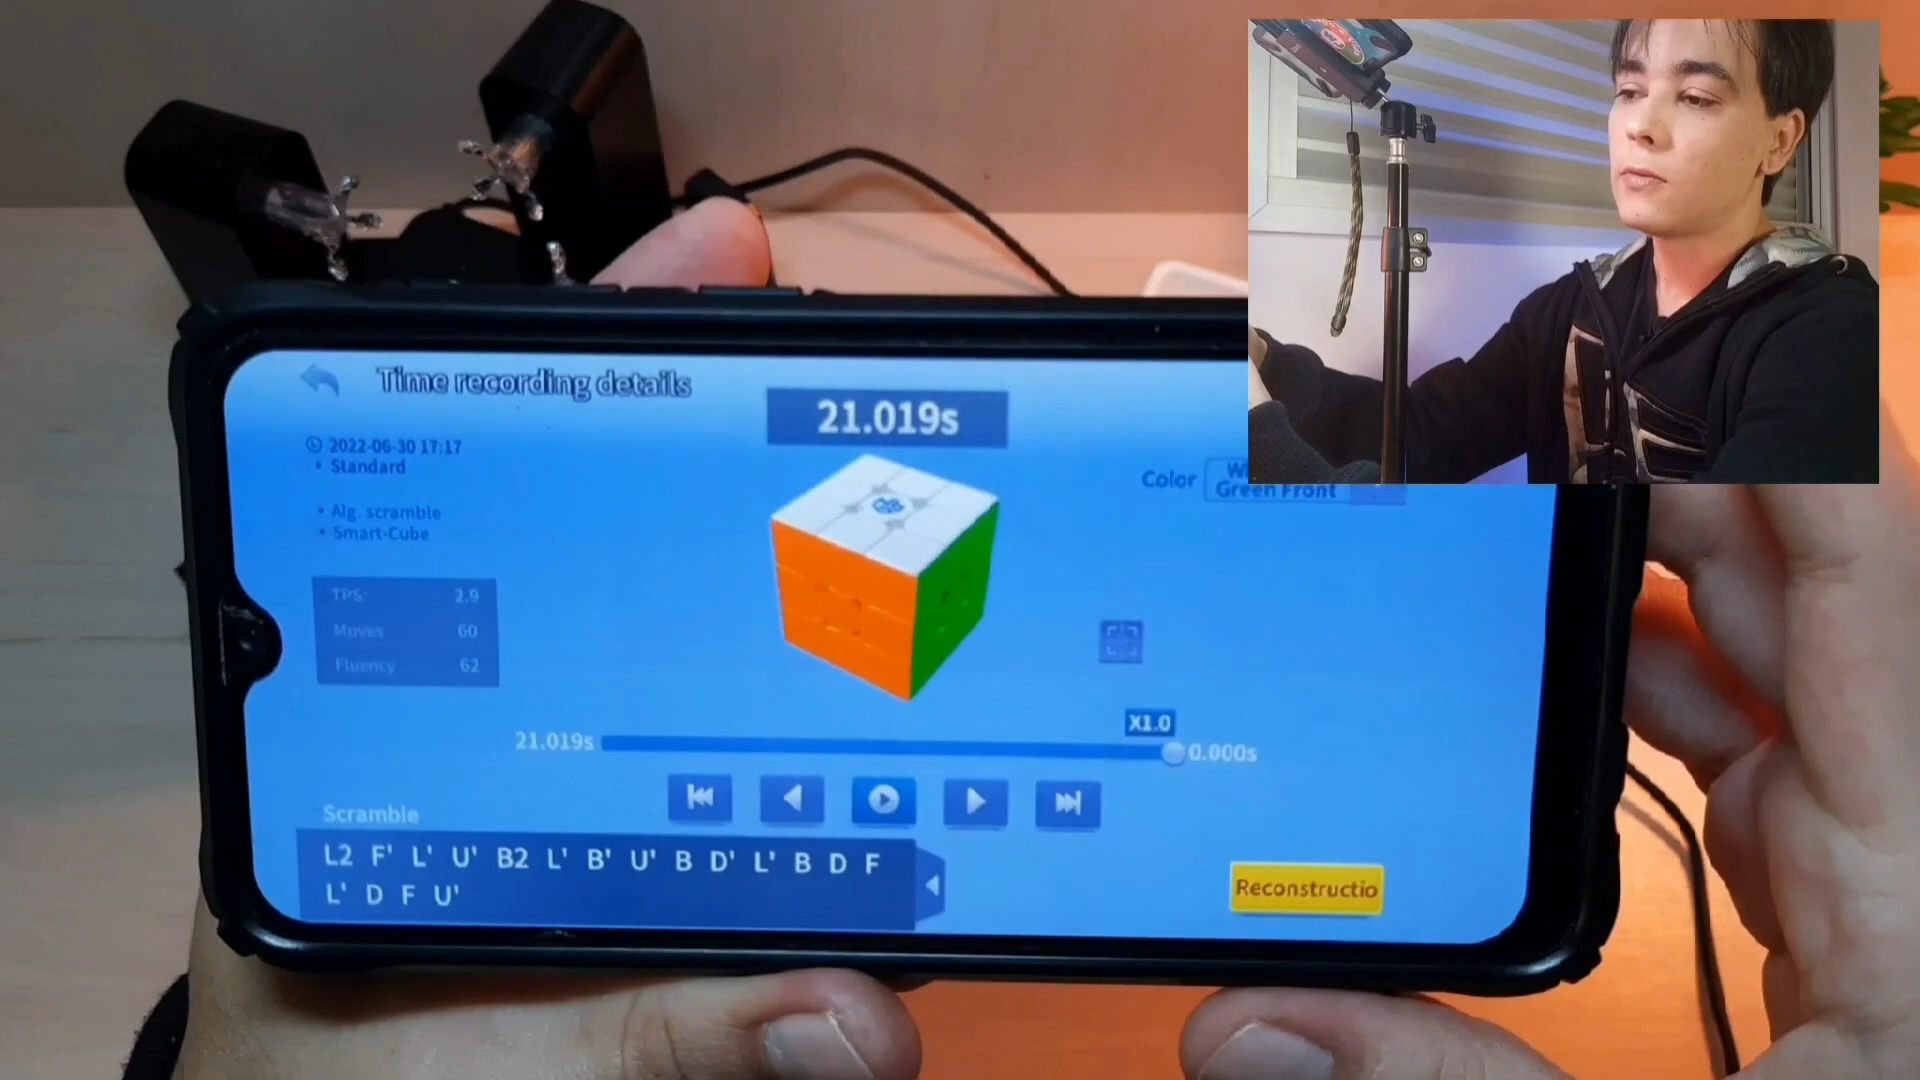 Time recording details
21.019s
2022-06-30 17:17
• Standard
Color
Green Front
• Alg. scramble
• Smart-Cube
TPS: 2.9
Moves 60
Fluency 62
X1.0
21.019s
0.000s
Scramble
L2 F' L' U' B2 L' B' U' B D' L' B D F
L' D F U'
Reconstructio